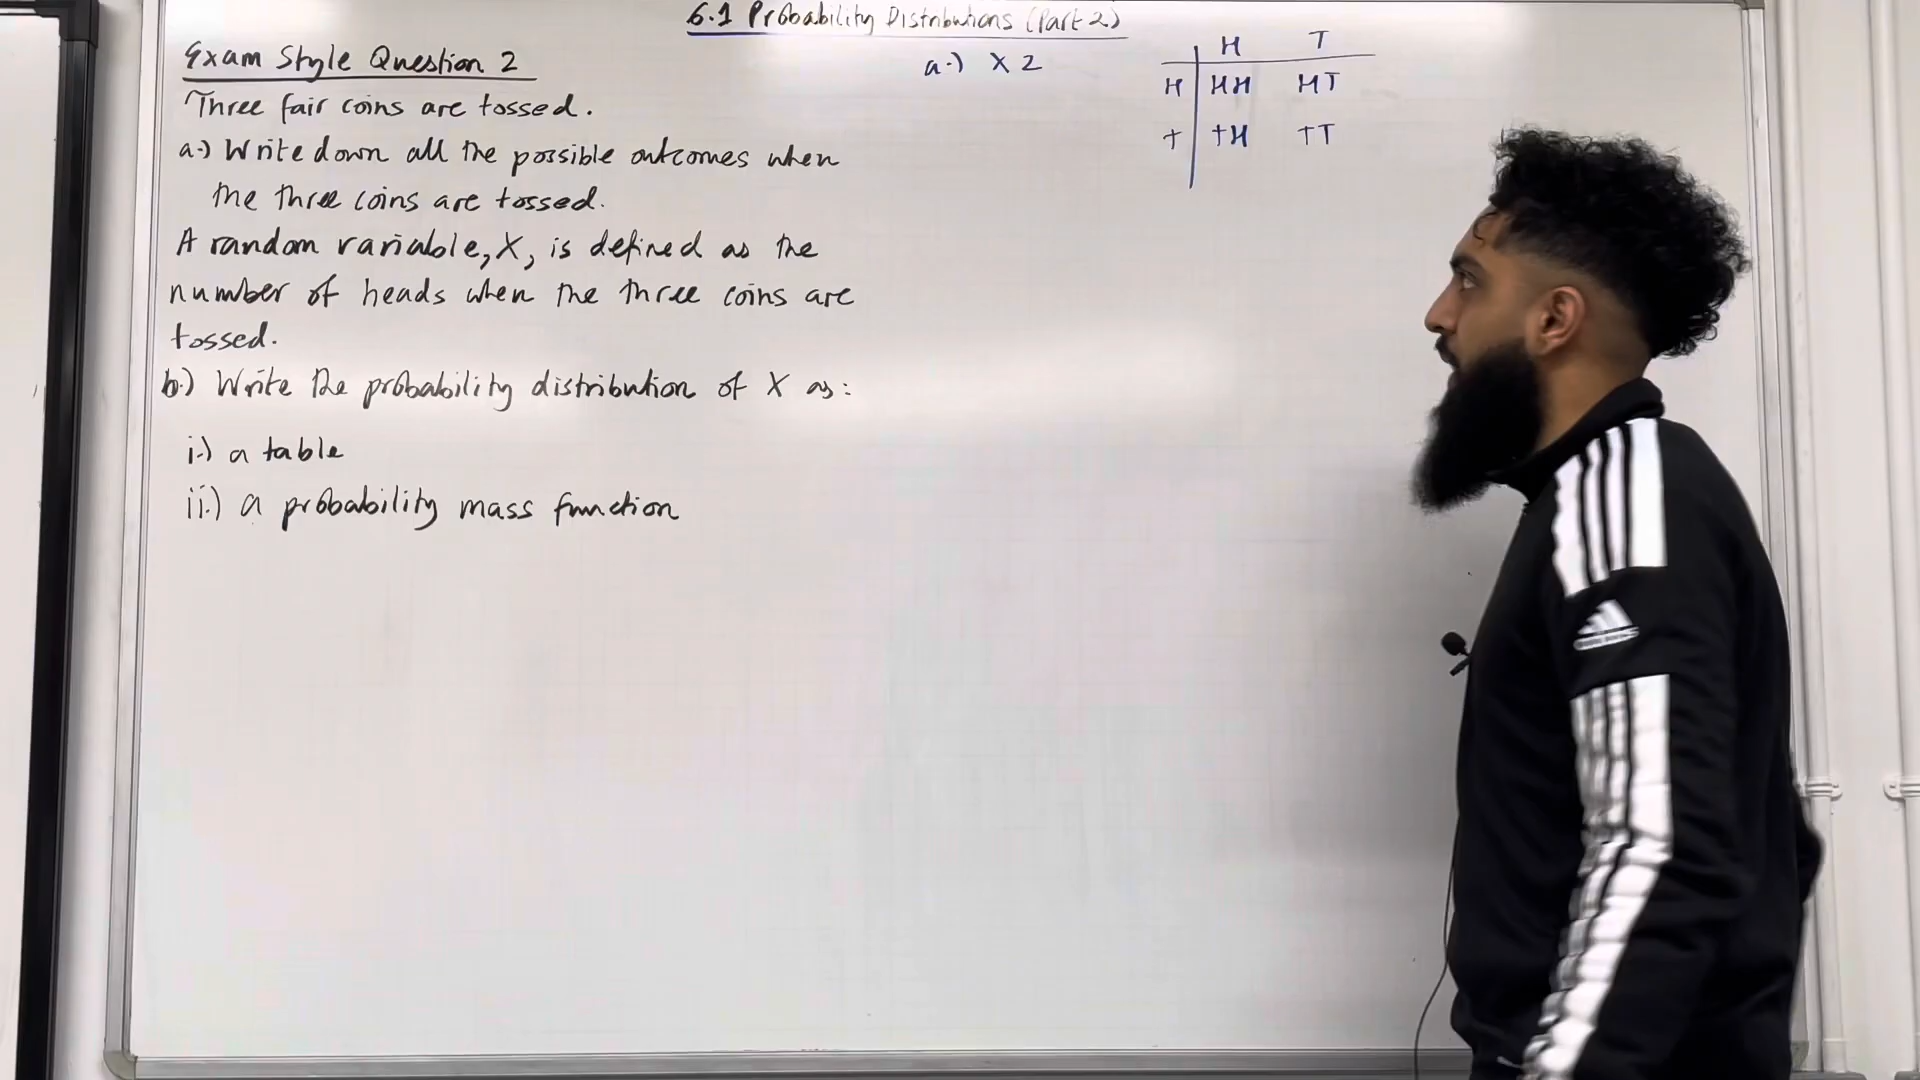 6.1 Probability Distributions (Part 2)
Exam Style Question 2
Three fair coins are tossed.
a.) Write down all the possible outcomes when
the three coins are tossed.
A random variable, X, is defined as the
number of heads when the three coins are
tossed.
b.) Write the probability distribution of X as:
i.) a table
ii.) a probability mass function
a.) X 2
H T
H HH HT
T TH TT